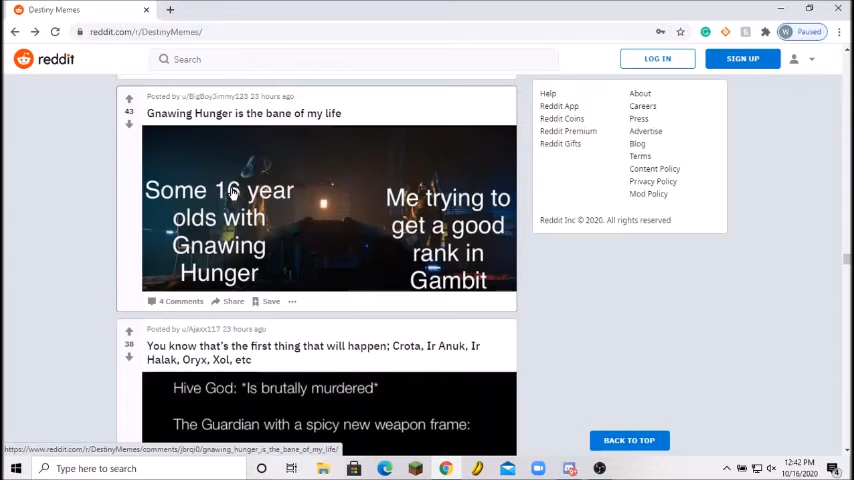 Destiny Memes
reddit.com/r/DestinyMemes/
Paused
reddit
Search
LOG IN
SIGN UP
Posted by u/BigBoyJimmy123 23 hours ago
43
Gnawing Hunger is the bane of my life
Some 16 year
olds with
Gnawing
Hunger
Me trying to
get a good
rank in
Gambit
4 Comments Share Save
Posted by u/Ajaxx117 23 hours ago
38
You know that's the first thing that will happen; Crota, Ir Anuk, Ir
Halak, Oryx, Xol, etc
Hive God: *Is brutally murdered*
The Guardian with a spicy new weapon frame:
Help About
Reddit App Careers
Reddit Coins Press
Reddit Premium Advertise
Reddit Gifts Blog
Terms
Content Policy
Privacy Policy
Mod Policy
Reddit Inc © 2020. All rights reserved
BACK TO TOP
https://www.reddit.com/r/DestinyMemes/comments/jbrqi0/gnawing_hunger_is_the_bane_of_my_life/
Type here to search
12:42 PM
10/16/2020
4